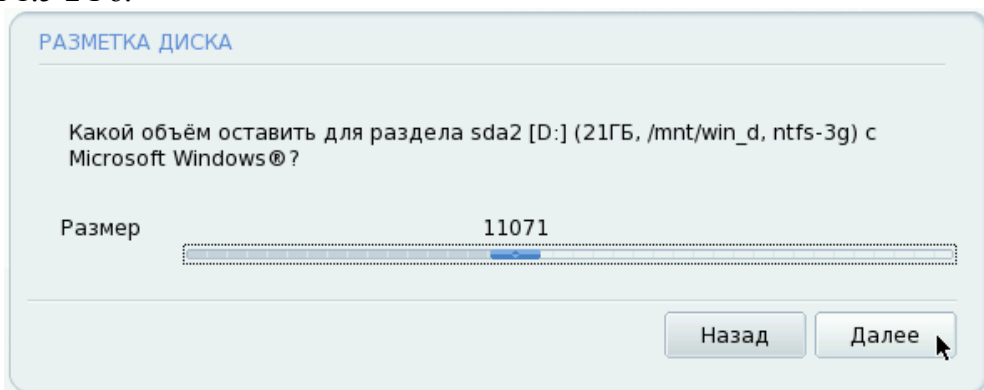 РАЗМЕТКА ДИСКА
Какой объём оставить для раздела sda2 [D:] (21ГБ, /mnt/win_d, ntfs-3g) с
Microsoft Windows®?
Размер
11071
Назад
Далее